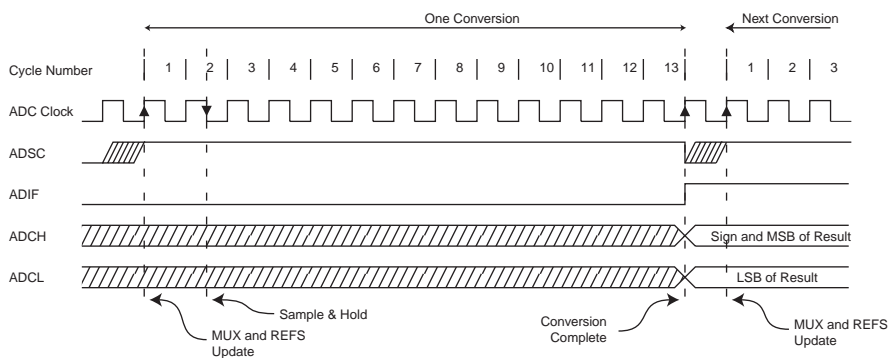 One Conversion Next Conversion
Cycle Number 1 2 3 4 5 6 7 8 9 10 11 12 13 1 2 3
ADC Clock
ADSC
ADIF
ADCH Sign and MSB of Result
ADCL LSB of Result
Sample & Hold
MUX and REFS
Update
Conversion
Complete
MUX and REFS
Update